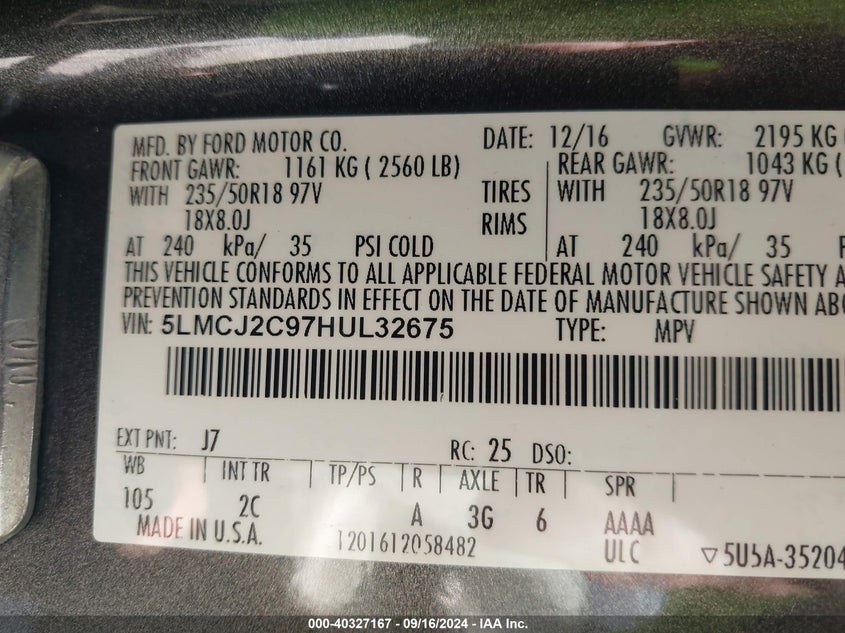 MFD. BY FORD MOTOR CO. DATE: 12/16 GVWR: 2195 KG
FRONT GAWR: 1161 KG ( 2560 LB) REAR GAWR: 1043 KG (
WITH 235/50R18 97V TIRES WITH 235/50R18 97V
18X8.0J RIMS 18X8.0J
AT 240 kPa/ 35 PSI COLD AT 240 kPa/ 35
THIS VEHICLE CONFORMS TO ALL APPLICABLE FEDERAL MOTOR VEHICLE SAFETY
PREVENTION STANDARDS IN EFFECT ON THE DATE OF MANUFACTURE SHOWN
VIN: 5LMCJ2C97HUL32675 TYPE: MPV
EXT PNT: J7 RC: 25 DSO:
WB INT TR TP/PS R AXLE TR SPR
105 2C A 3G 6 AAAA
MADE IN U.S.A. 1201612058482 ULC ▽5U5A-35204
000-40327167 - 09/16/2024 - IAA Inc.